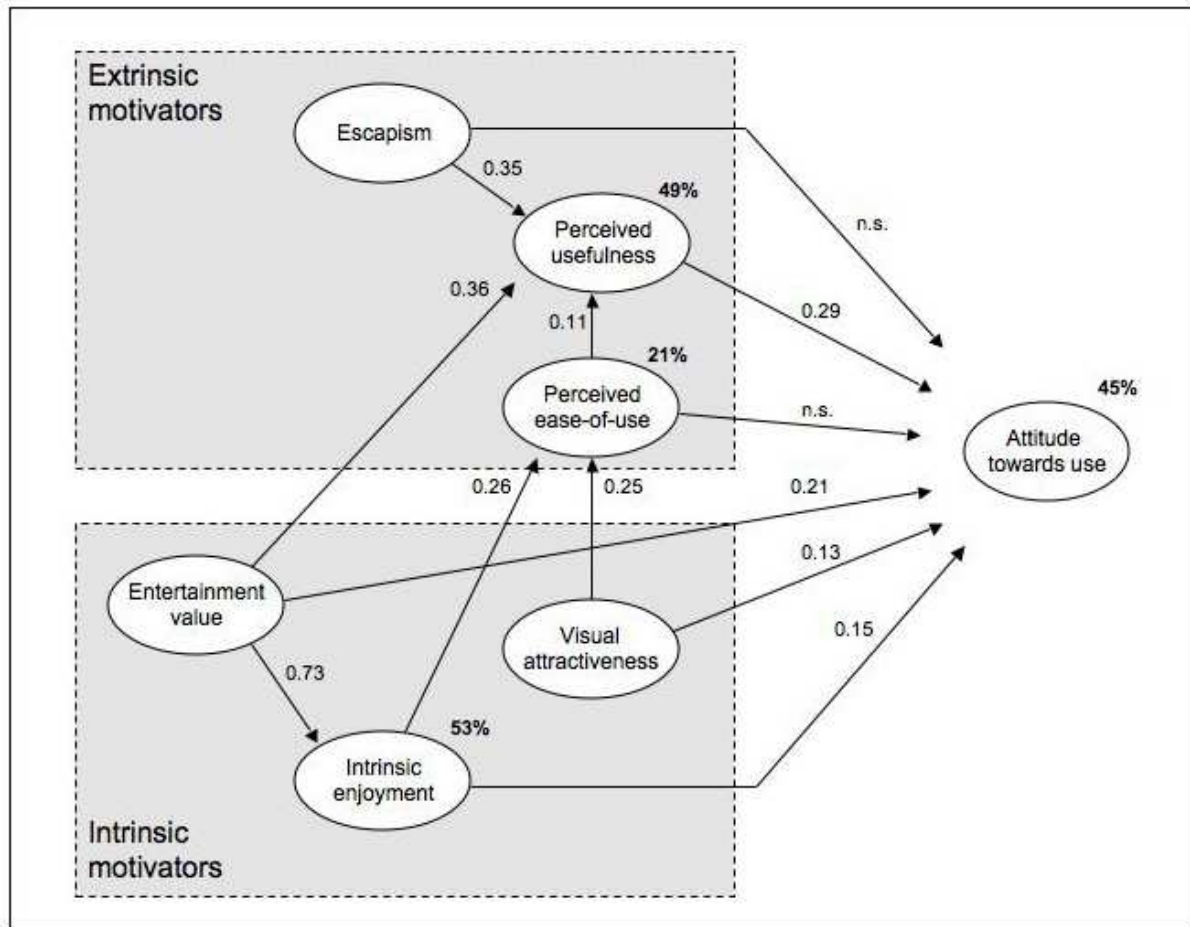 Extrinsic
motivators
Escapism
0.35
49%
Perceived
usefulness
n.s.
0.36
0.29
0.11
21%
Perceived
ease-of-use
n.s.
45%
Attitude
towards use
0.26
0.25
0.21
0.13
Entertainment
value
Visual
attractiveness
0.15
0.73
53%
Intrinsic
enjoyment
Intrinsic
motivators